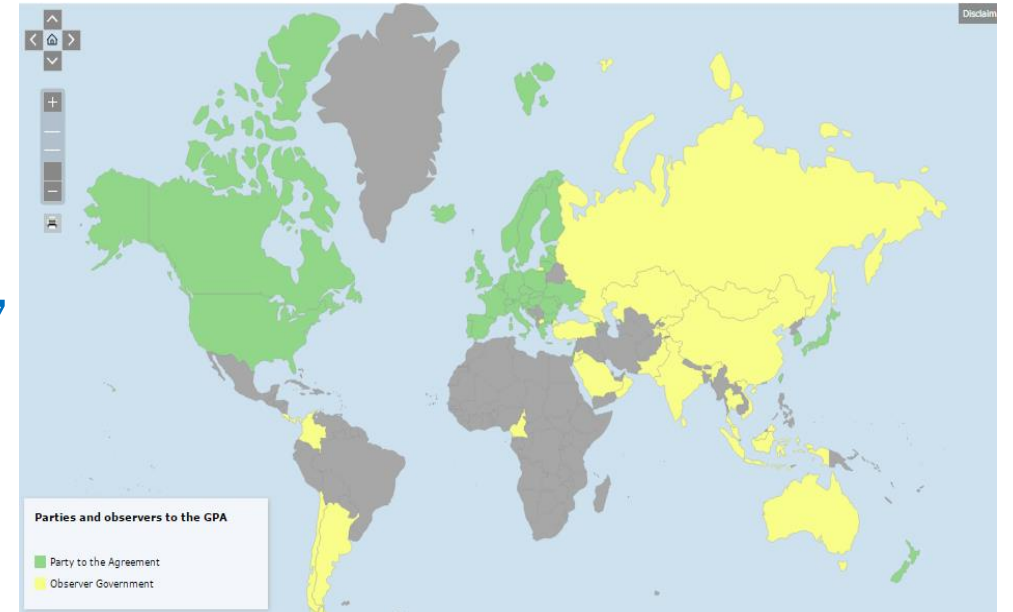 Disclaim
Parties and observers to the GPA
Party to the Agreement
Observer Government